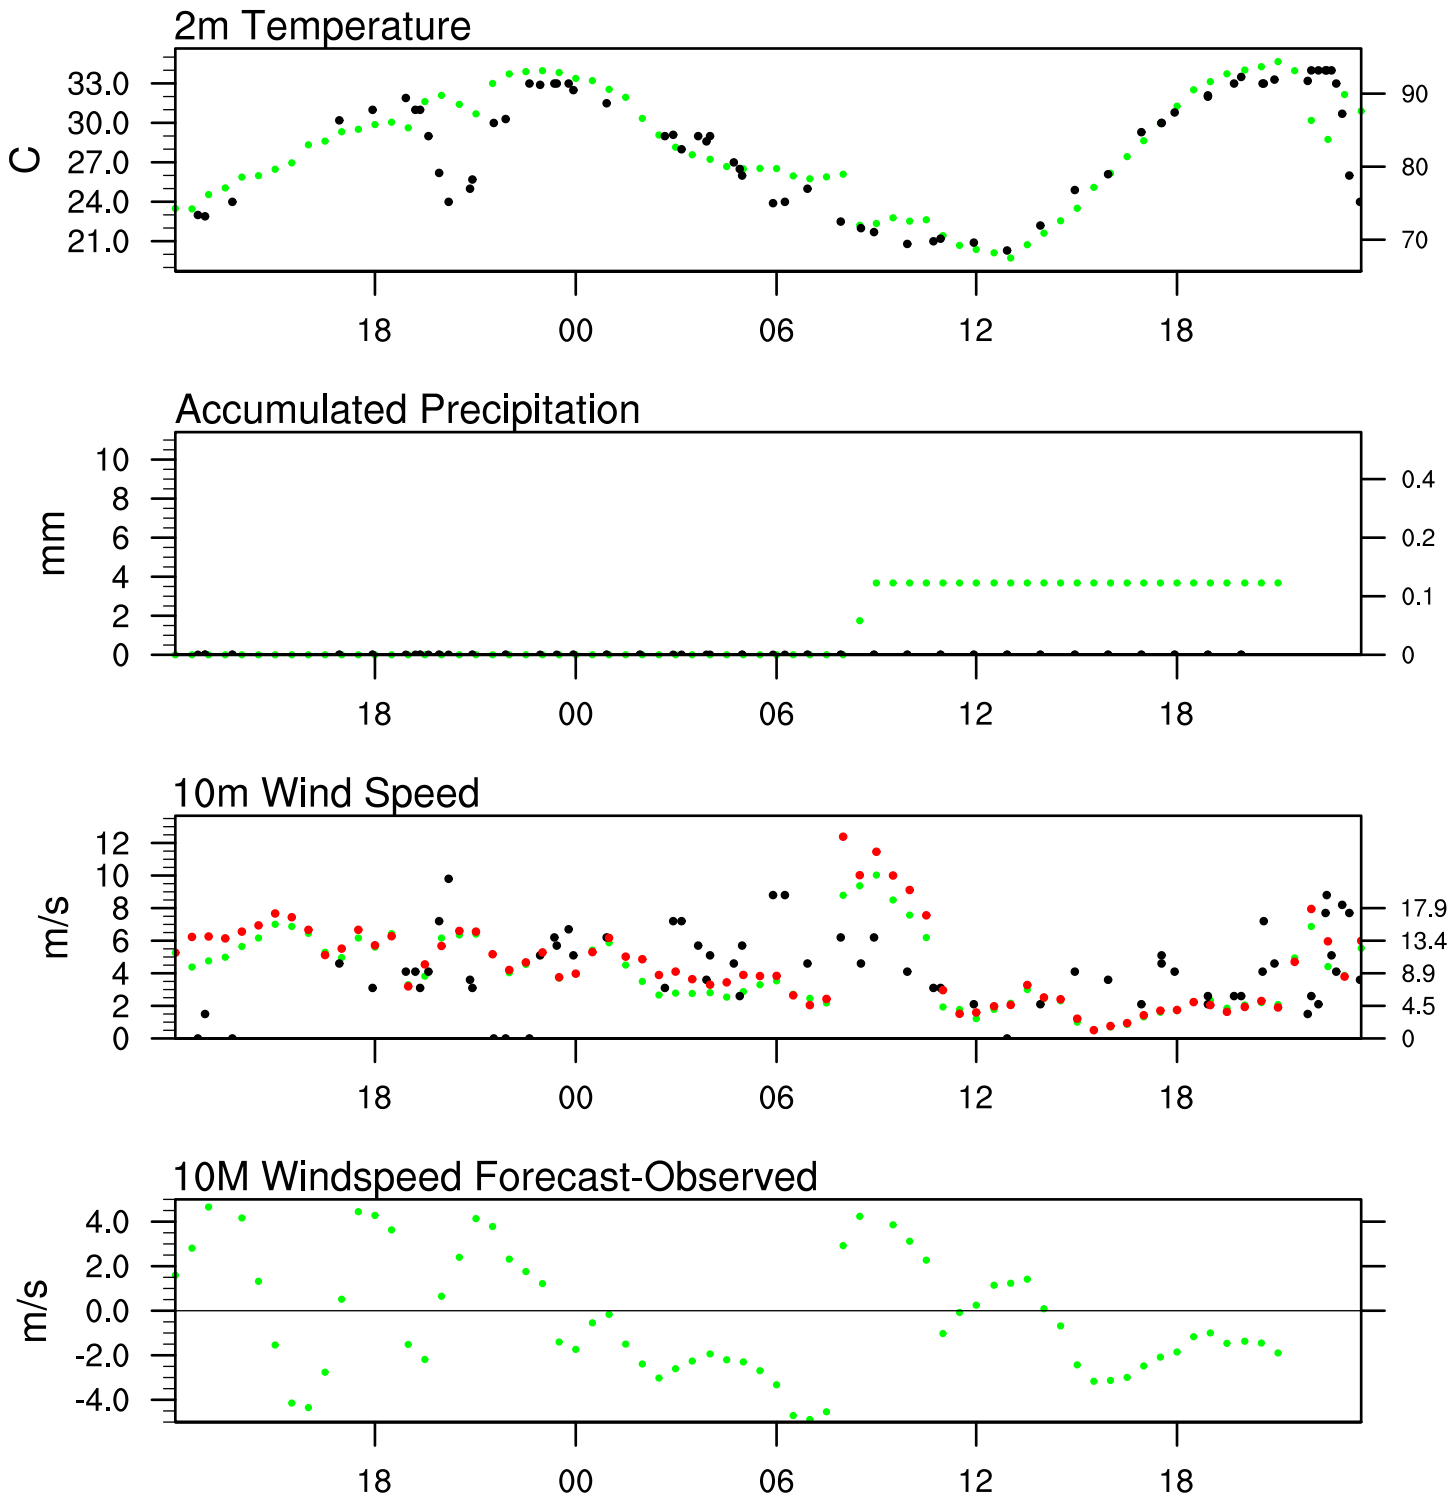 2m Temperature
C
33.0
30.0
27.0
24.0
21.0
90
80
70
18 00 06 12 18
Accumulated Precipitation
mm
10
8
6
4
2
0
0.4
0.2
0.1
0
18 00 06 12 18
10m Wind Speed
m/s
12
10
8
6
4
2
0
17.9
13.4
8.9
4.5
0
18 00 06 12 18
10M Windspeed Forecast-Observed
m/s
4.0
2.0
0.0
-2.0
-4.0
18 00 06 12 18